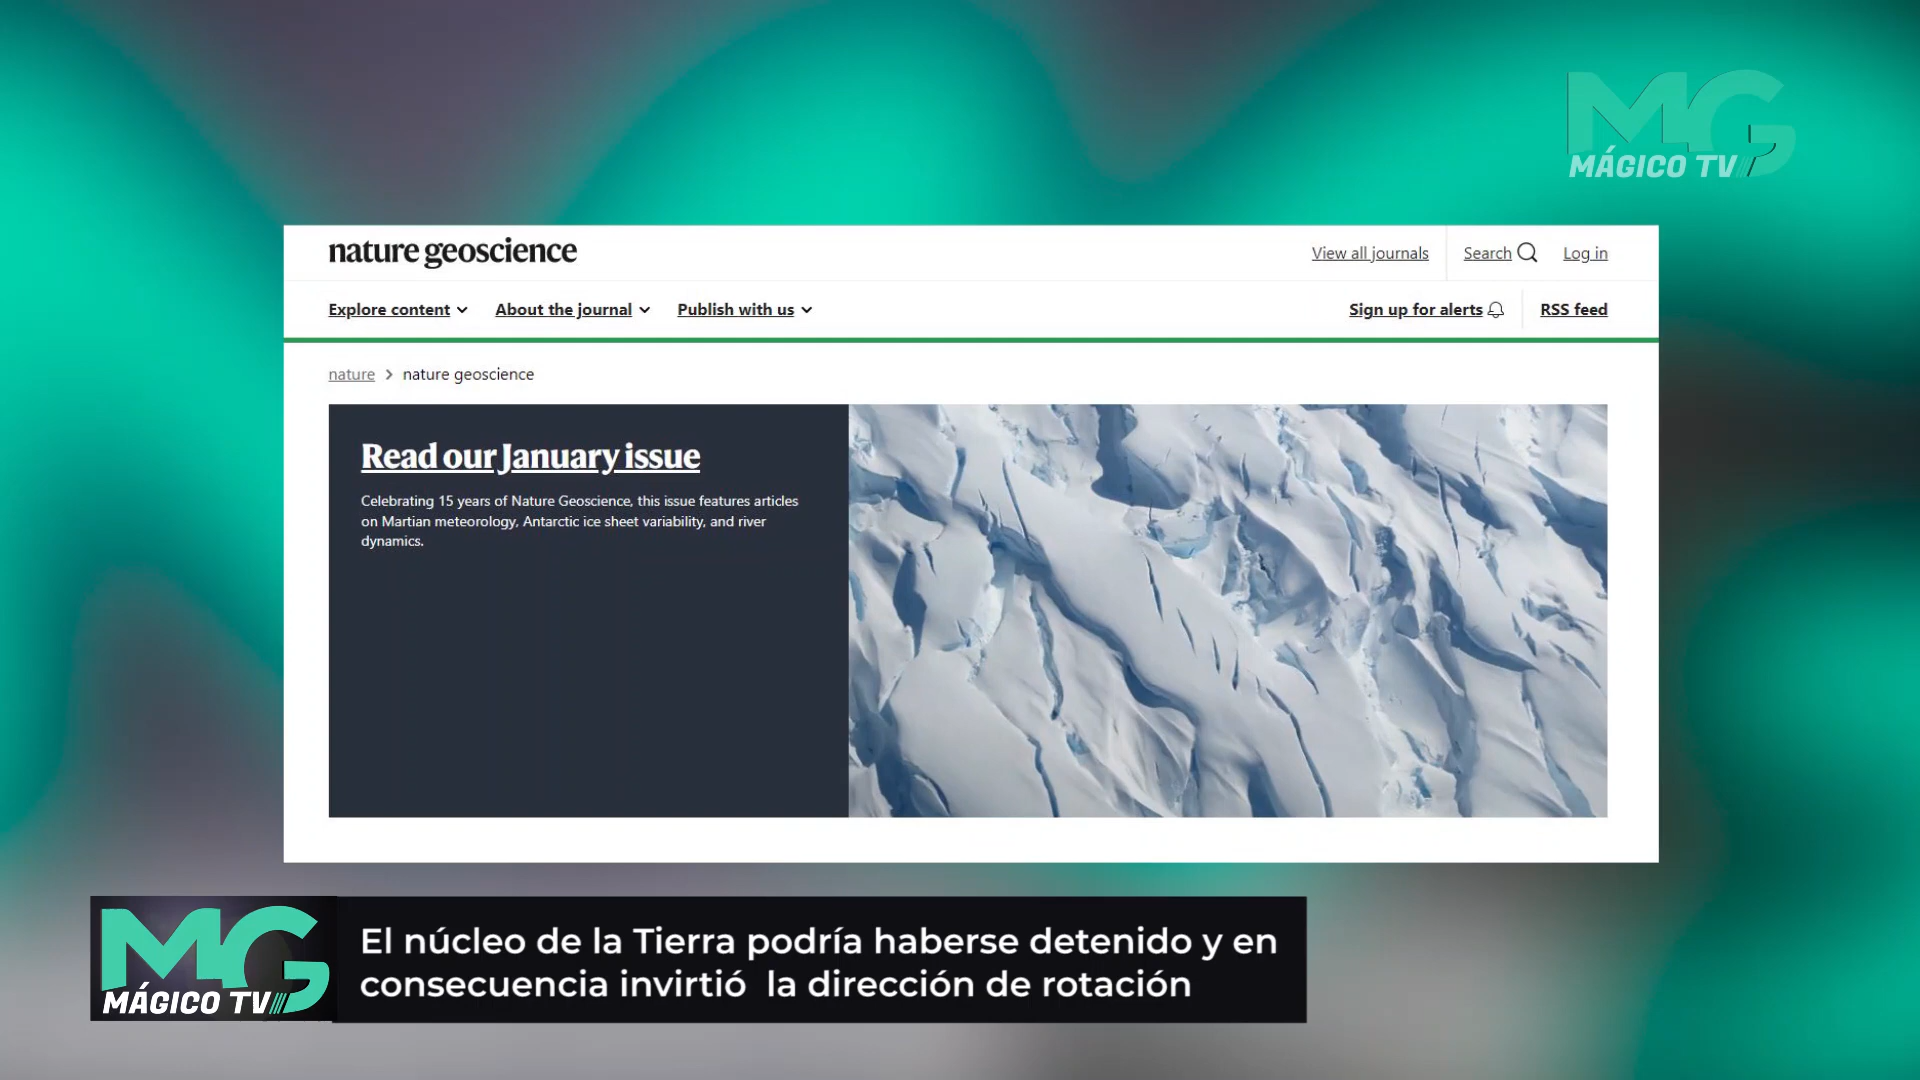 MG
MÁGICO TV
nature geoscience
View all journals
Search
Log in
Explore content
About the journal
Publish with us
Sign up for alerts
RSS feed
nature > nature geoscience
Read our January issue
Celebrating 15 years of Nature Geoscience, this issue features articles
on Martian meteorology, Antarctic ice sheet variability, and river
dynamics.
MG
MÁGICO TV
El núcleo de la Tierra podría haberse detenido y en
consecuencia invirtió la dirección de rotación